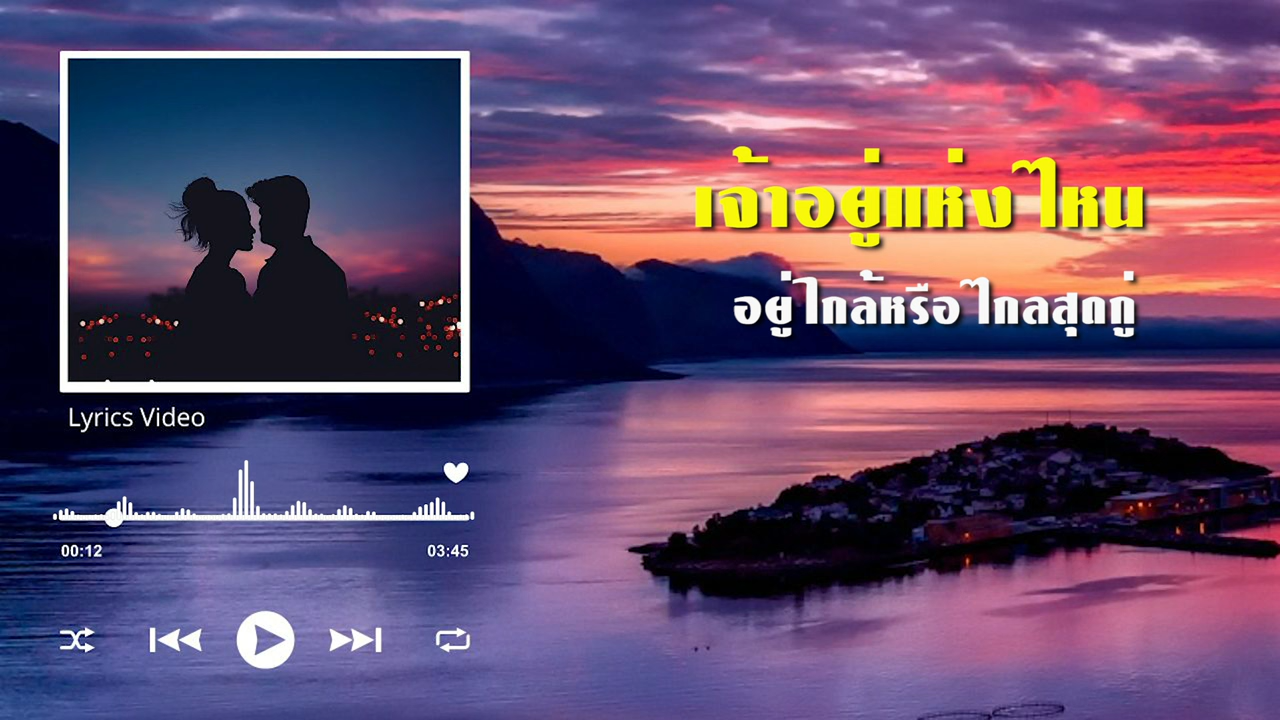 เจ้าอยู่แห่งไหน
อยู่ใกล้หรือไกลสุดกู่
Lyrics Video
00:12
03:45